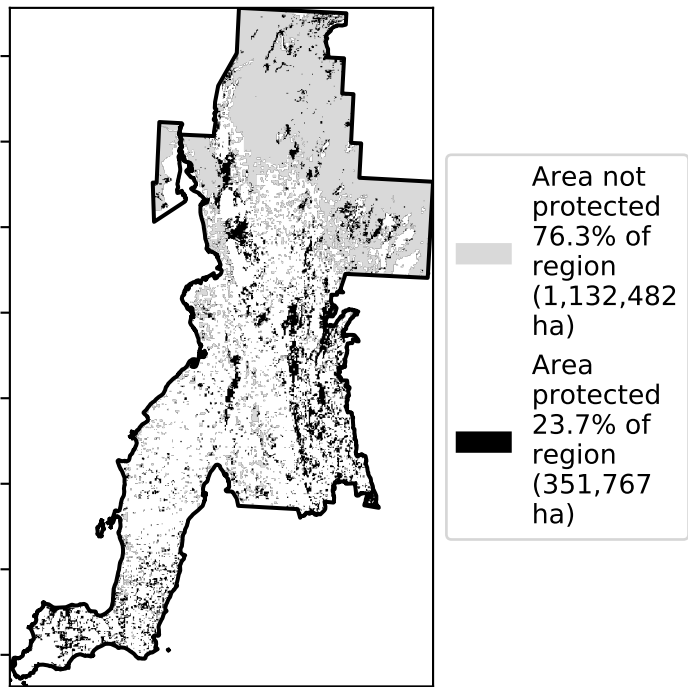 Area not
protected
76.3% of
region
(1,132,482
ha)
Area
protected
23.7% of
region
(351,767
ha)